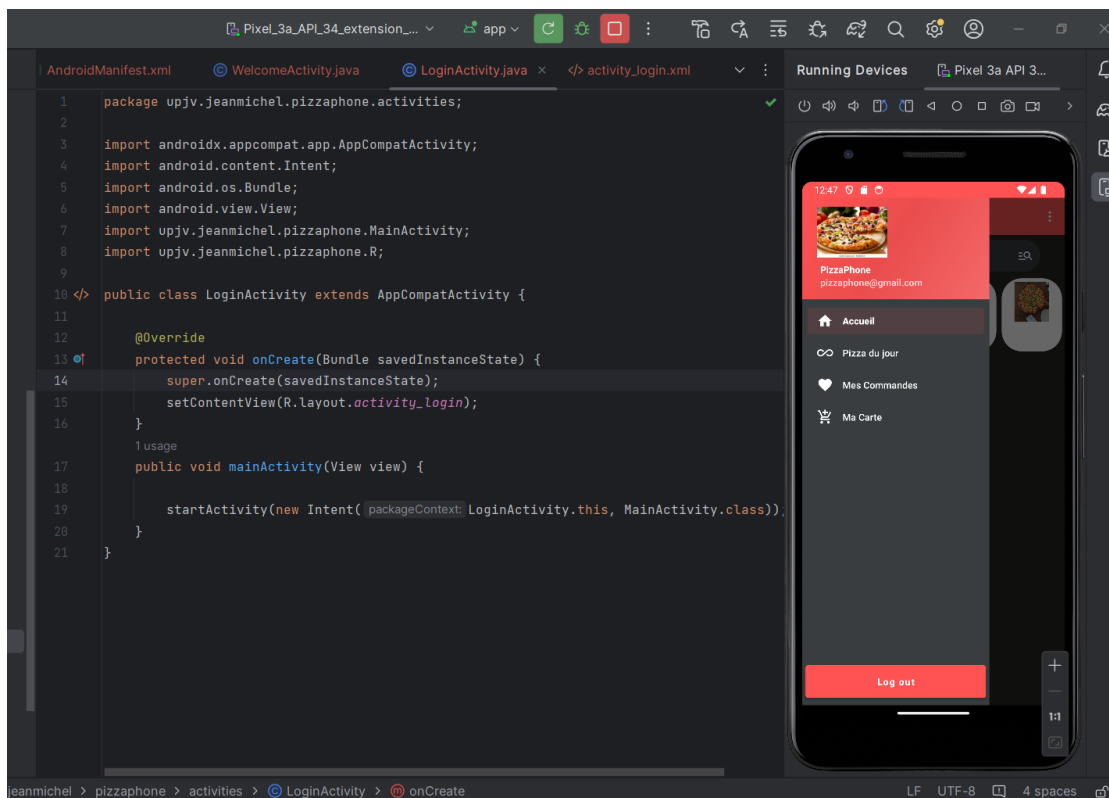 Pixel_3a_API_34_extension_... app
AndroidManifest.xml WelcomeActivity.java LoginActivity.java activity_login.xml
Running Devices Pixel 3a API 3...
1 package upjv.jeanmichel.pizzaphone.activities;
2
3 import androidx.appcompat.app.AppCompatActivity;
4 import android.content.Intent;
5 import android.os.Bundle;
6 import android.view.View;
7 import upjv.jeanmichel.pizzaphone.MainActivity;
8 import upjv.jeanmichel.pizzaphone.R;
9
10 </> public class LoginActivity extends AppCompatActivity {
11
12 @Override
13 protected void onCreate(Bundle savedInstanceState) {
14 super.onCreate(savedInstanceState);
15 setContentView(R.layout.activity_login);
16 }
1 usage
17 public void mainActivity(View view) {
18
19 startActivity(new Intent( packageContext: LoginActivity.this, MainActivity.class));
20 }
21 }
12:47
PizzaPhone
pizzaphone@gmail.com
Accueil
Pizza du jour
Mes Commandes
Ma Carte
Log out
1:1
jeanmichel > pizzaphone > activities > LoginActivity > onCreate
LF UTF-8 4 spaces